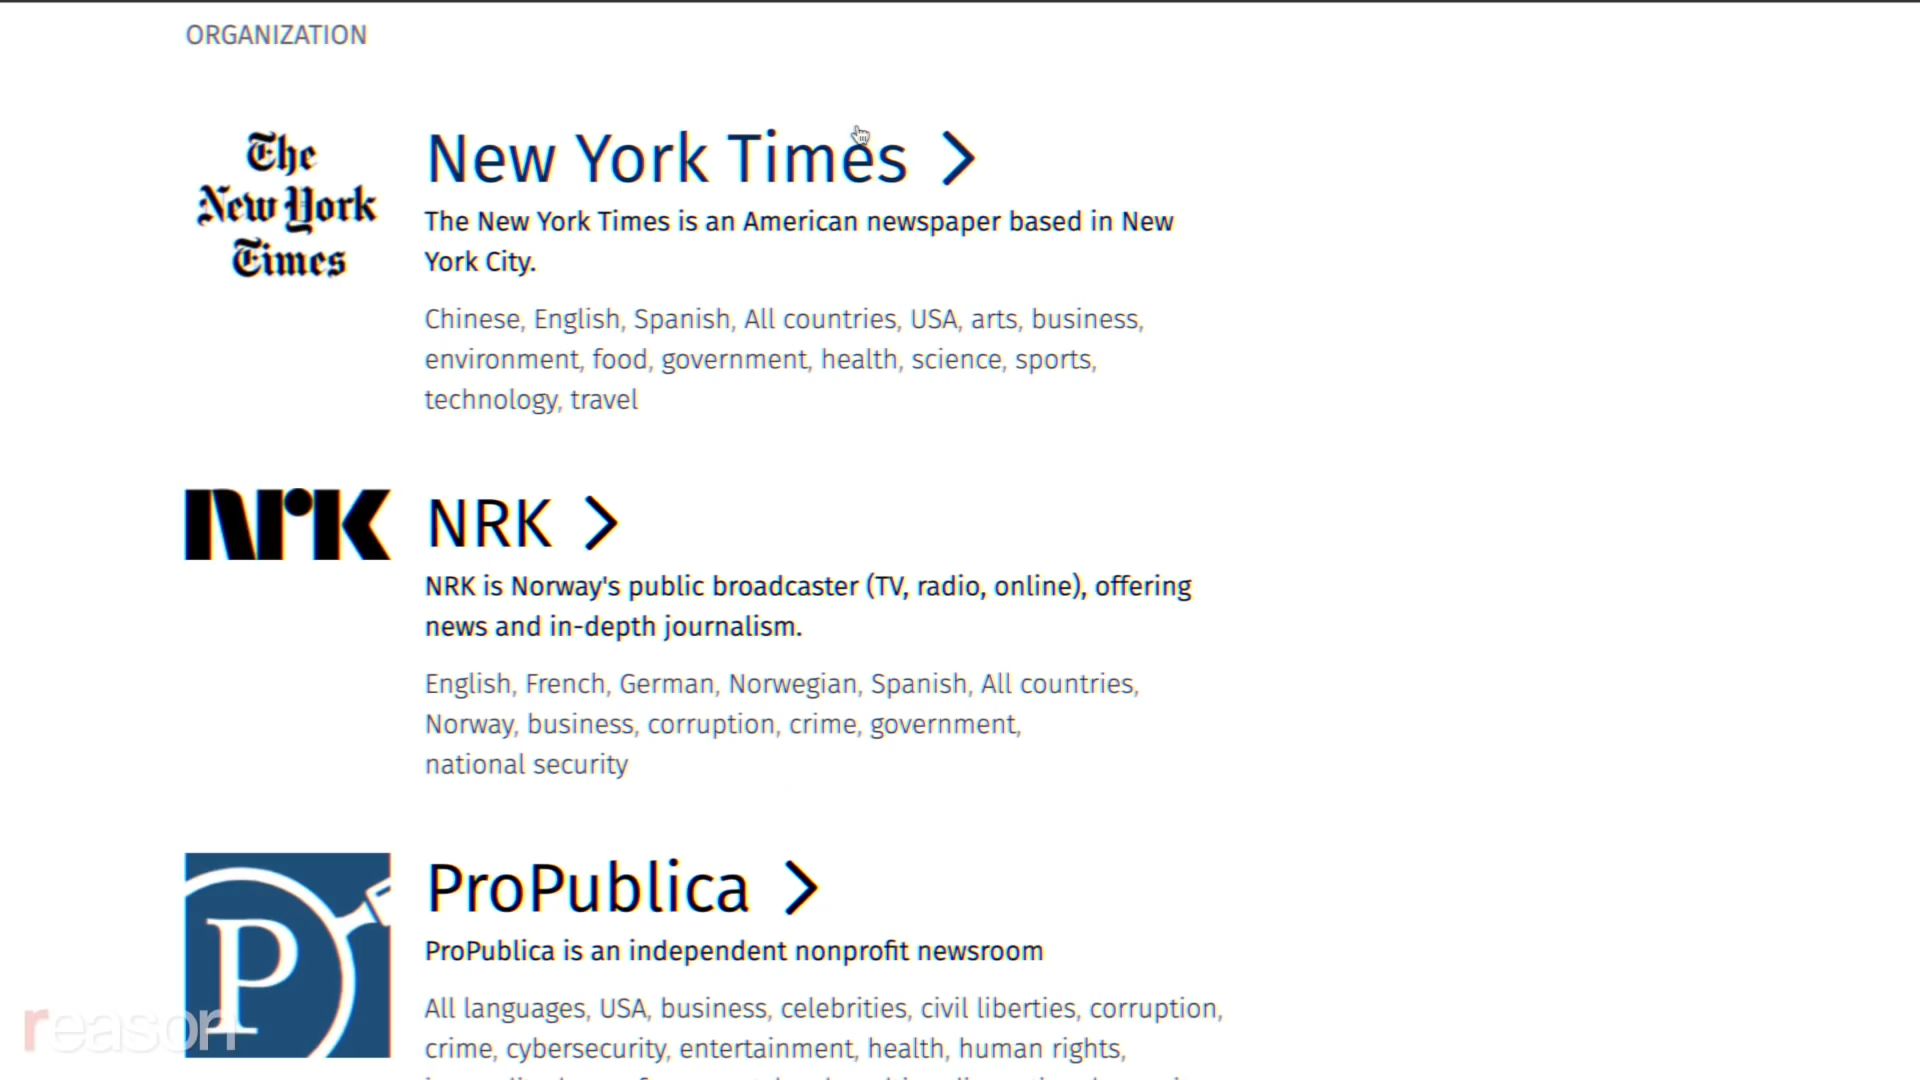 ORGANIZATION
The
New York
Times
New York Times
The New York Times is an American newspaper based in New
York City.
Chinese, English, Spanish, All countries, USA, arts, business,
environment, food, government, health, science, sports,
technology, travel
NRK
NRK
NRK is Norway's public broadcaster (TV, radio, online), offering
news and in-depth journalism.
English, French, German, Norwegian, Spanish, All countries,
Norway, business, corruption, crime, government,
national security
P
ProPublica
ProPublica is an independent nonprofit newsroom
All languages, USA, business, celebrities, civil liberties, corruption,
crime, cybersecurity, entertainment, health, human rights,
reason